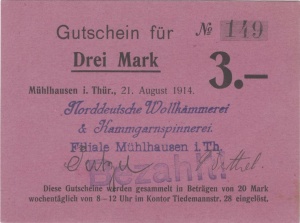 Gutschein für № 149
Drei Mark 3.—
Mühlhausen i. Thür., 21. August 1914.
Norddeutsche Wollkämmerei
& Kammgarnspinnerei.
Filiale Mühlhausen i. Th.
Bezahlt!
Diese Gutscheine werden gesammelt in Beträgen von 20 Mark
wochentäglich von 8—12 Uhr im Kontor Tiedemannstr. 28 eingelöst.